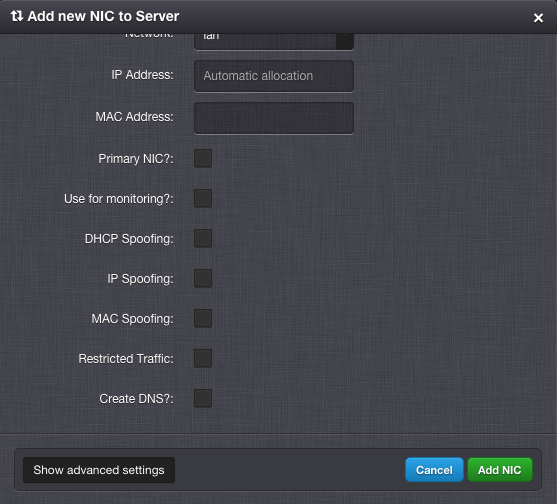 Add new NIC to Server
×
Network: lan
IP Address: Automatic allocation
MAC Address:
Primary NIC?:
Use for monitoring?:
DHCP Spoofing:
IP Spoofing:
MAC Spoofing:
Restricted Traffic:
Create DNS?:
Show advanced settings Cancel Add NIC